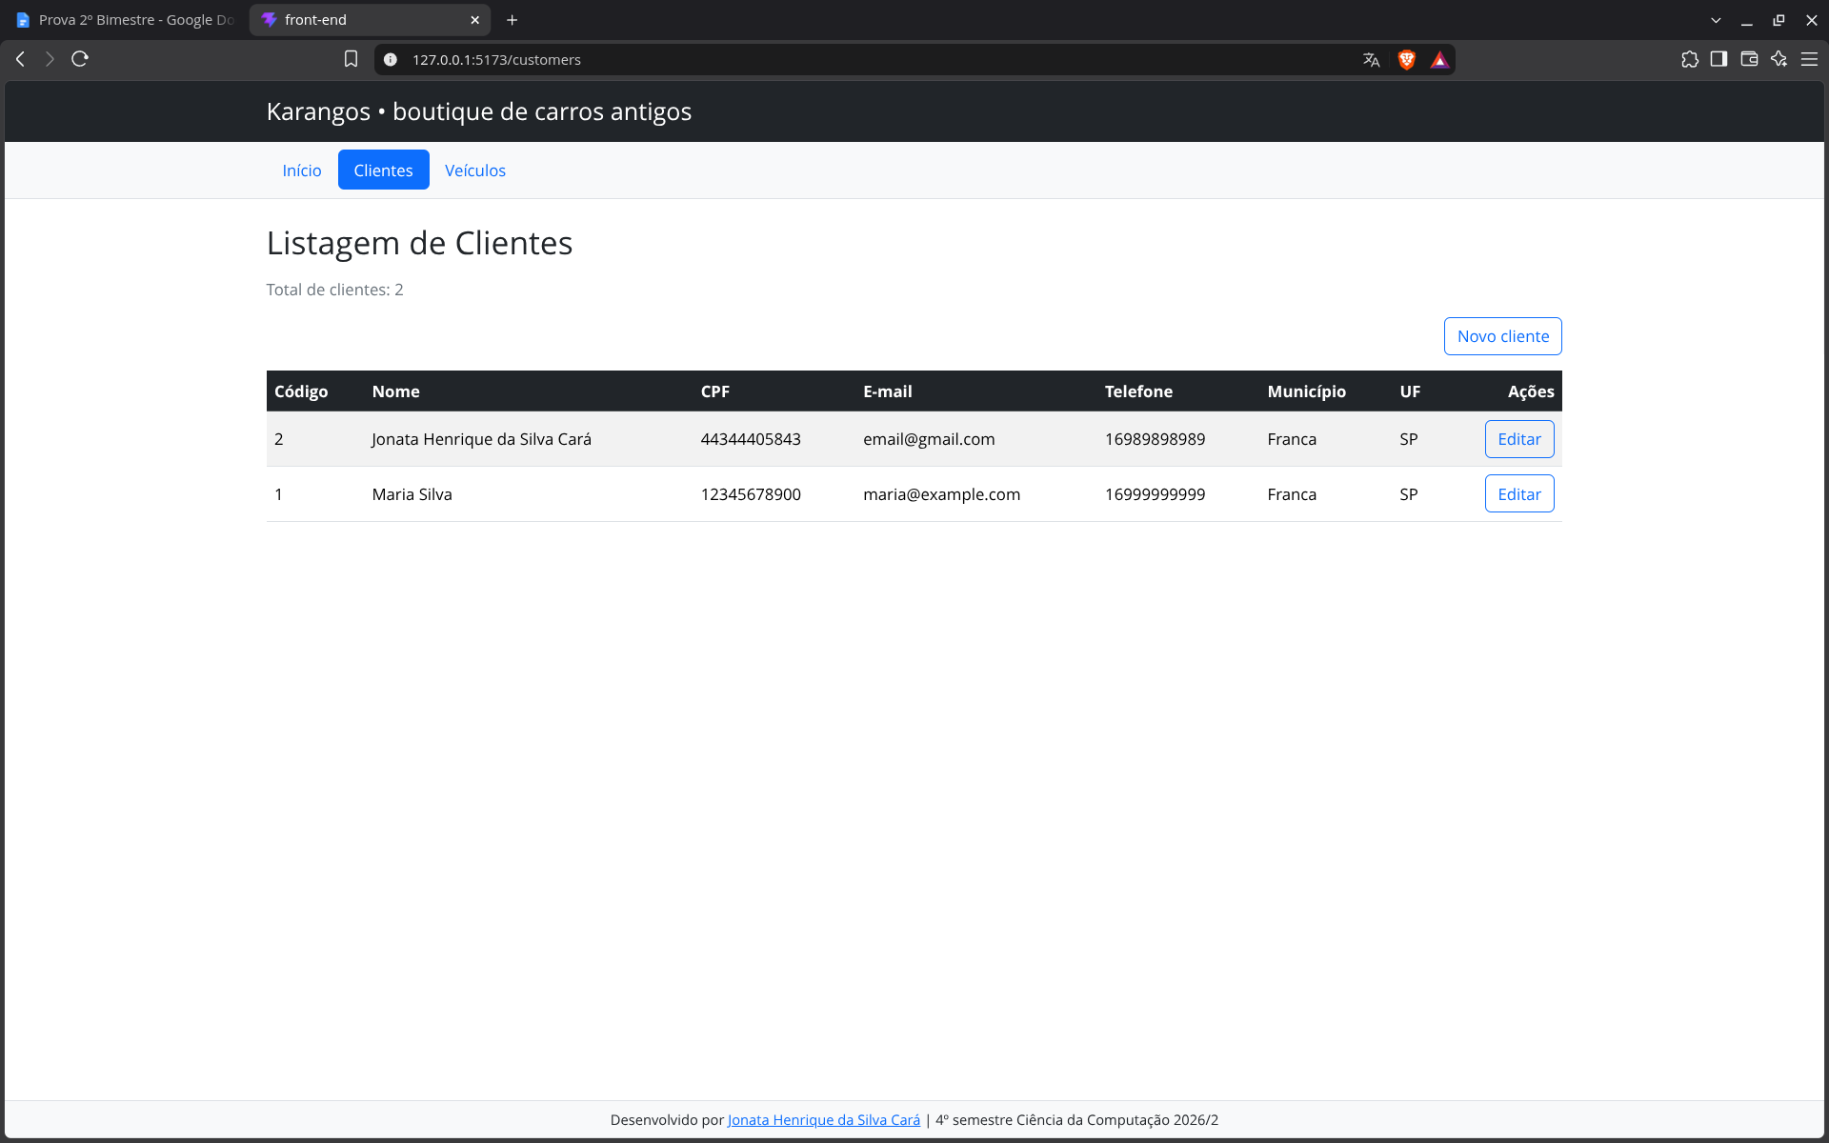 Prova 2º Bimestre - Google Do
front-end
127.0.0.1:5173/customers
Karangos • boutique de carros antigos
Início Clientes Veículos
Listagem de Clientes
Total de clientes: 2
Novo cliente
Código Nome CPF E-mail Telefone Município UF Ações
2 Jonata Henrique da Silva Cará 44344405843 email@gmail.com 16989898989 Franca SP Editar
1 Maria Silva 12345678900 maria@example.com 16999999999 Franca SP Editar
Desenvolvido por Jonata Henrique da Silva Cará | 4º semestre Ciência da Computação 2026/2